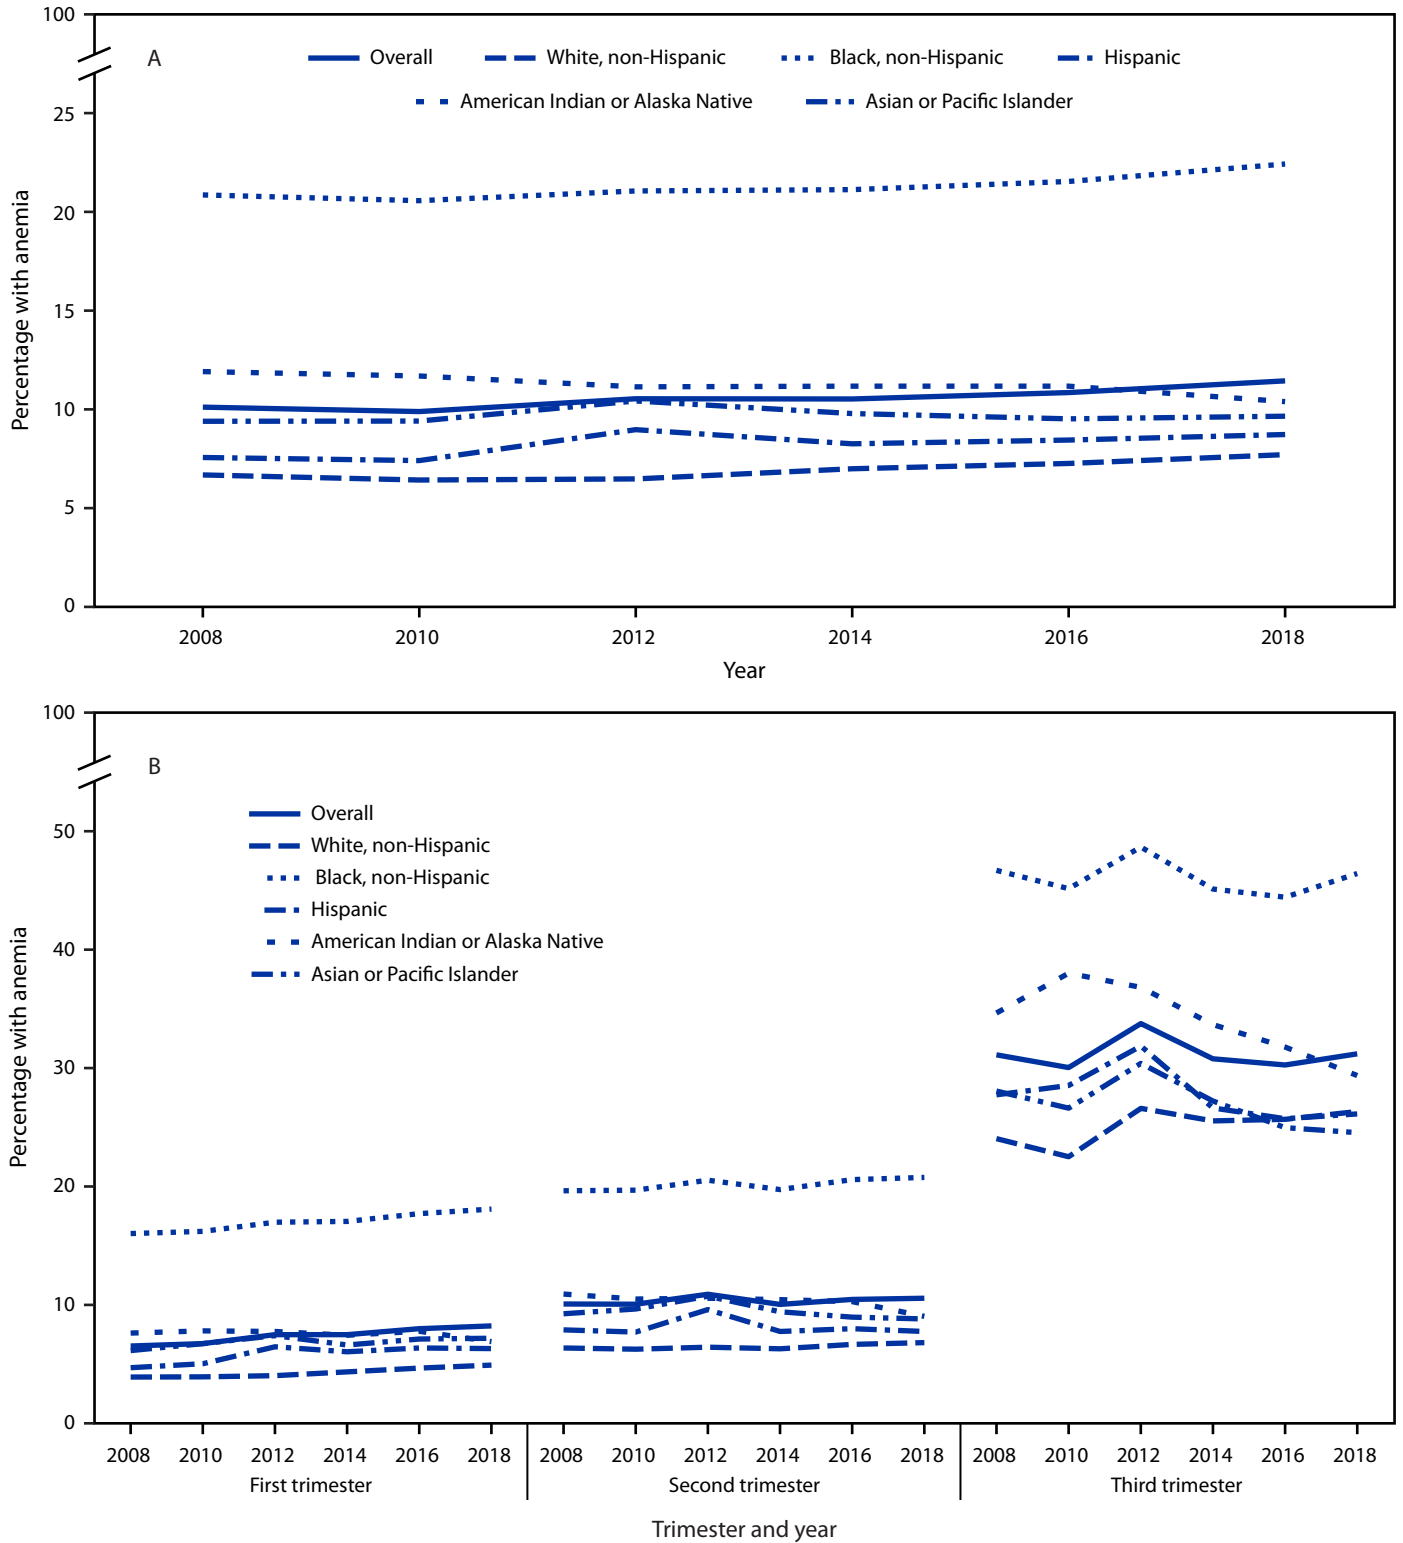 100
A
Overall
White, non-Hispanic
Black, non-Hispanic
Hispanic
American Indian or Alaska Native
Asian or Pacific Islander
25
20
15
10
5
0
Percentage with anemia
2008 2010 2012 2014 2016 2018
Year
100
B
Overall
White, non-Hispanic
Black, non-Hispanic
Hispanic
American Indian or Alaska Native
Asian or Pacific Islander
50
40
30
20
10
0
Percentage with anemia
2008 2010 2012 2014 2016 2018 2008 2010 2012 2014 2016 2018 2008 2010 2012 2014 2016 2018
First trimester Second trimester Third trimester
Trimester and year